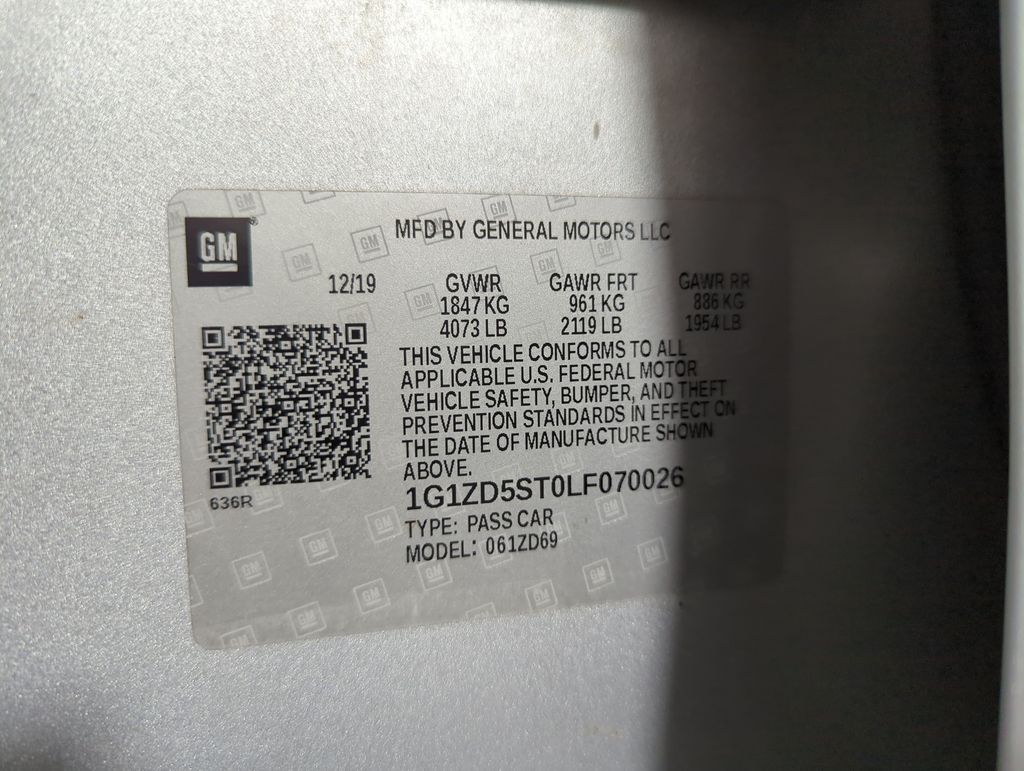 GM
MFD BY GENERAL MOTORS LLC
12/19 GVWR GAWR FRT GAWR RR
1847 KG 961 KG 886 KG
4073 LB 2119 LB 1954 LB
THIS VEHICLE CONFORMS TO ALL
APPLICABLE U.S. FEDERAL MOTOR
VEHICLE SAFETY, BUMPER, AND THEFT
PREVENTION STANDARDS IN EFFECT ON
THE DATE OF MANUFACTURE SHOWN
ABOVE.
636R
1G1ZD5ST0LF070026
TYPE: PASS CAR
MODEL: 061ZD69